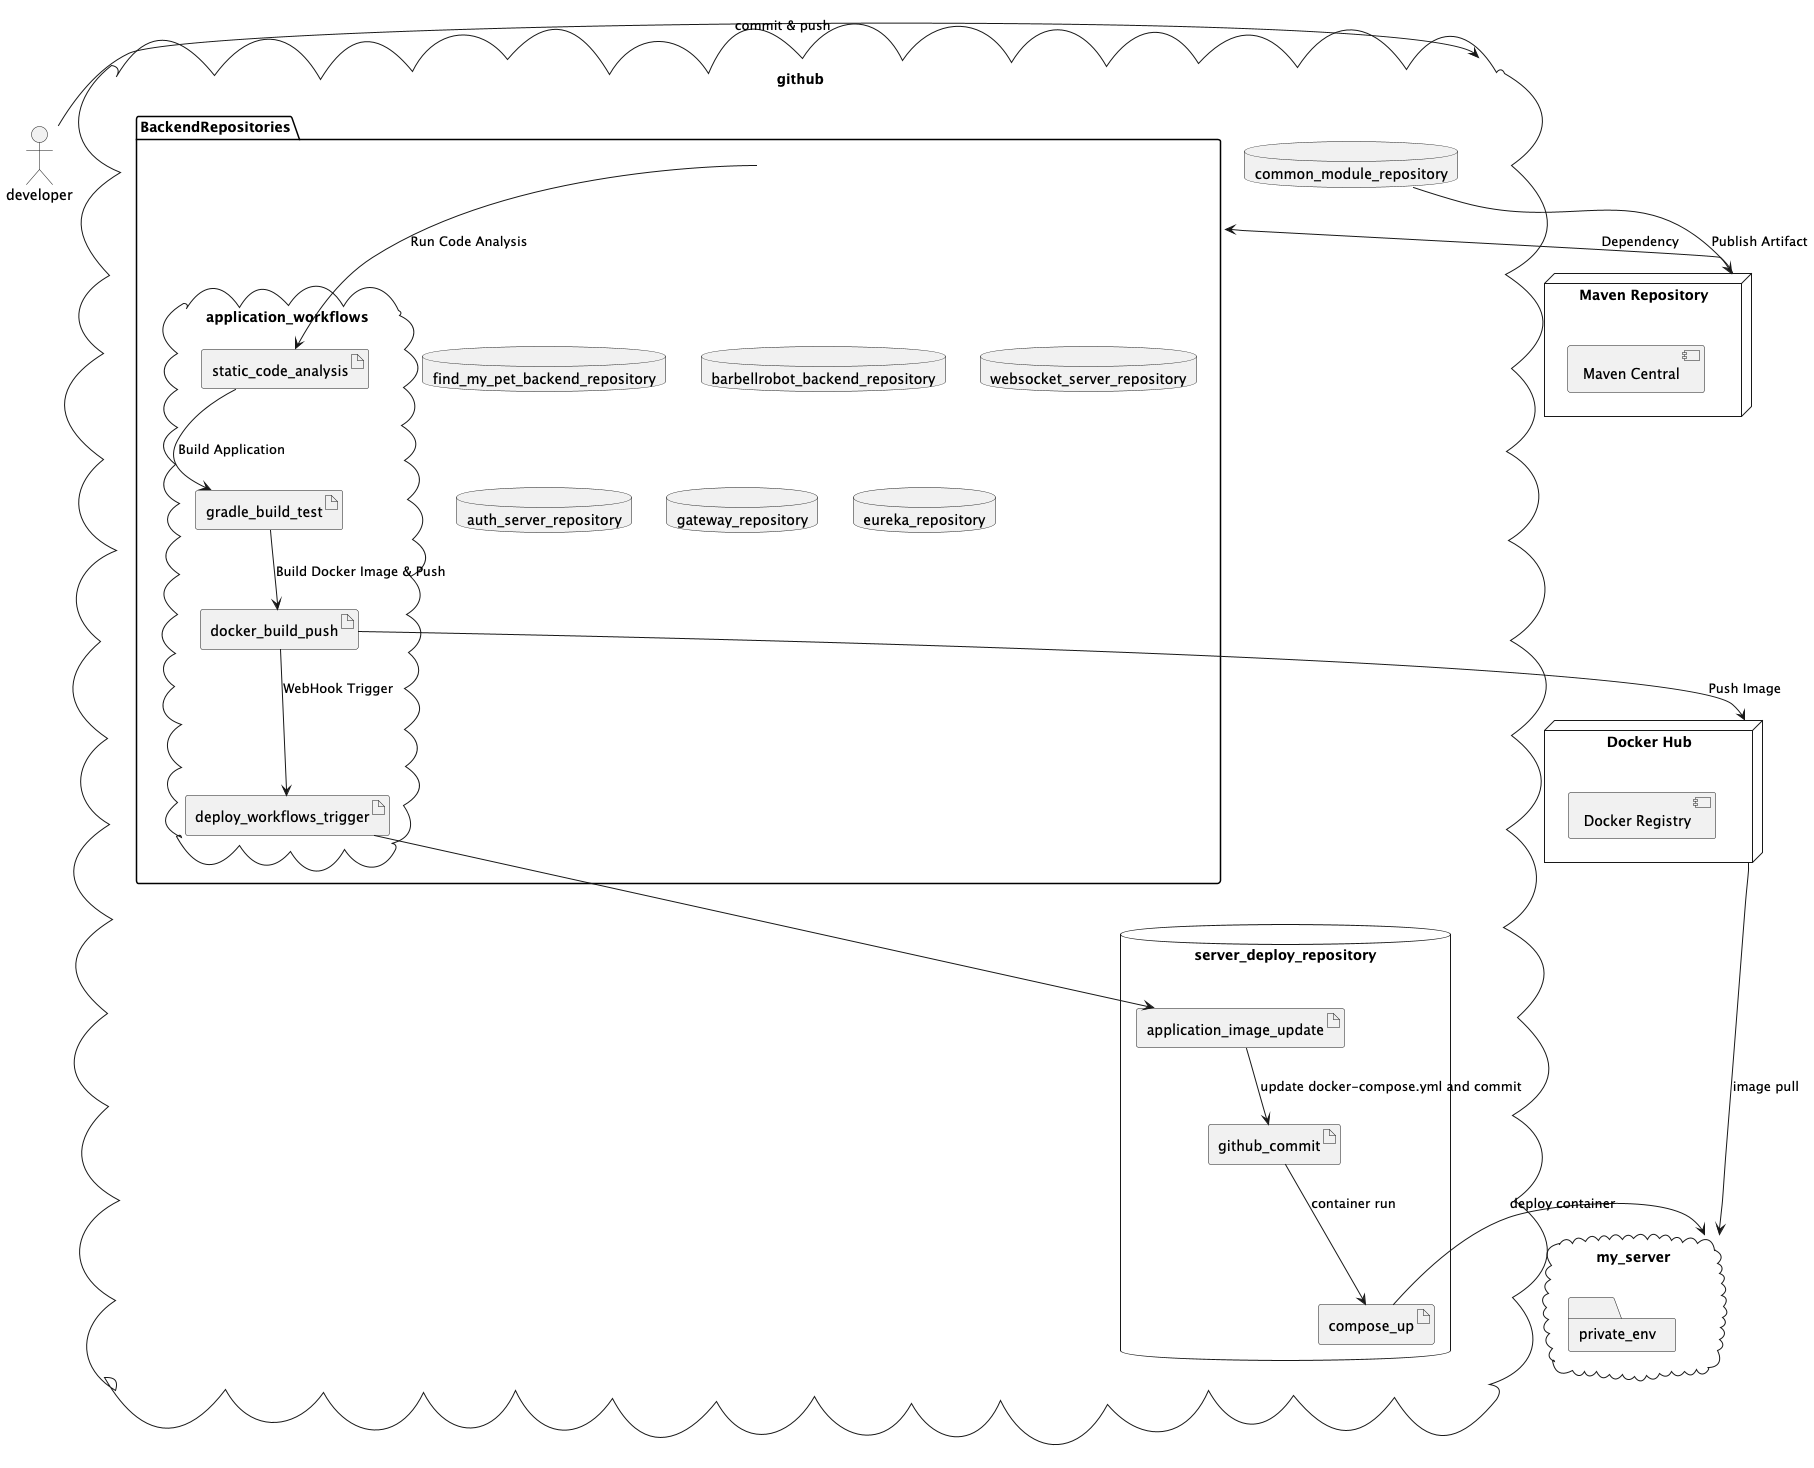 commit & push
github
BackendRepositories
developer
common_module_repository
Run Code Analysis
Dependency
Publish Artifact
Maven Repository
Maven Central
application_workflows
static_code_analysis
find_my_pet_backend_repository
barbellrobot_backend_repository
websocket_server_repository
Build Application
gradle_build_test
auth_server_repository
gateway_repository
eureka_repository
Build Docker Image & Push
docker_build_push
WebHook Trigger
Push Image
Docker Hub
Docker Registry
deploy_workflows_trigger
server_deploy_repository
application_image_update
update docker-compose.yml and commit
image pull
github_commit
container run
deploy container
my_server
compose_up
private_env